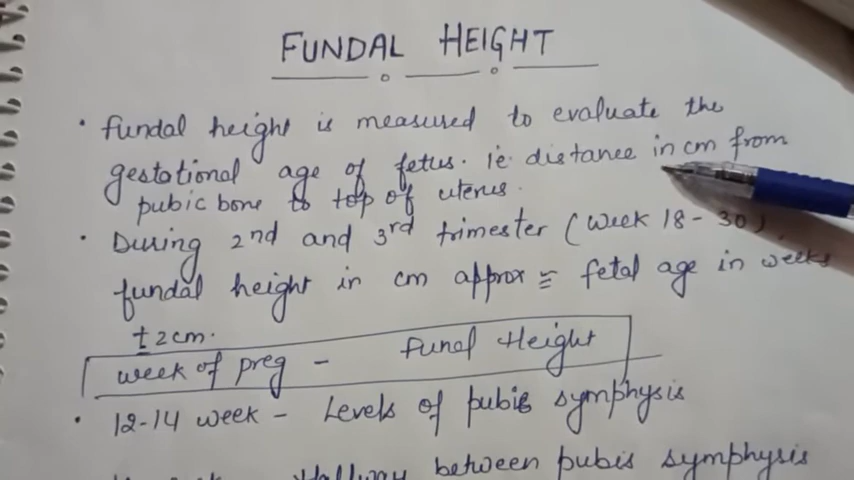 FUNDAL HEIGHT
• fundal height is measured to evaluate the
gestational age of fetus. ie distance in cm from
pubic bone to top of uterus.
• During 2nd and 3rd trimester (week 18-30),
fundal height in cm approx ≅ fetal age in weeks
±2cm.
week of preg - Funal Height
• 12-14 week - Levels of pubis symphysis
between pubis symphysis